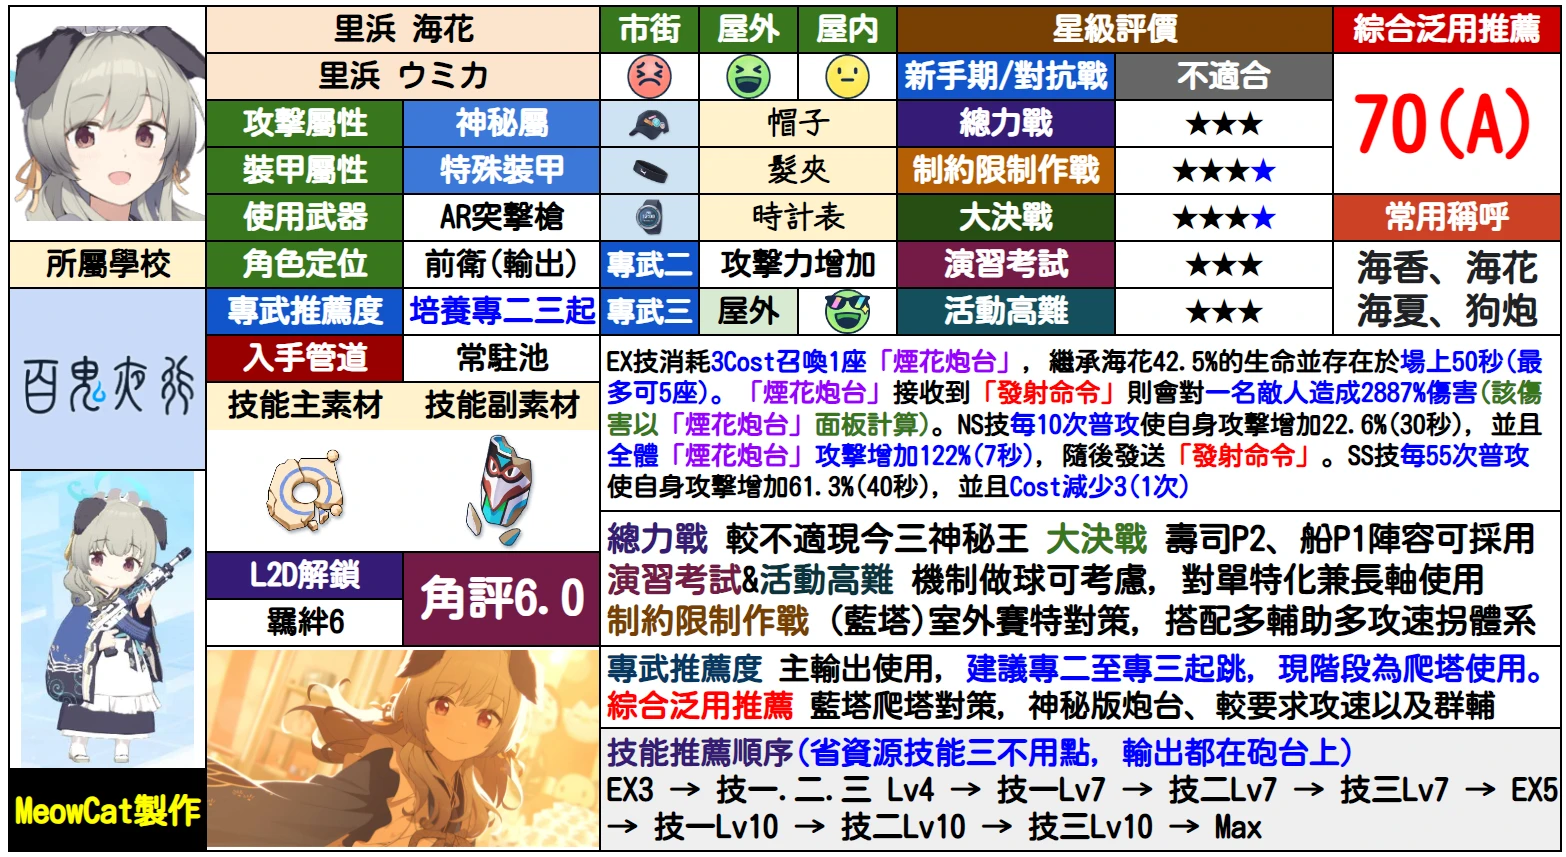 里浜 海花
市街 屋外 屋内
星級評價
綜合泛用推薦
里浜 ウミカ
新手期/對抗戰 不適合
70(A)
攻擊屬性 神秘屬
帽子
總力戰 ★★★
裝甲屬性 特殊裝甲
髮夾
制約限制作戰 ★★★★
使用武器 AR突擊槍
時計表
大決戰 ★★★★
常用稱呼
所屬學校
角色定位 前衛(輸出)
專武二 攻擊力增加
演習考試 ★★★
海香、海花
海夏、狗炮
百鬼夜行
專武推薦度 培養專二三起
專武三 屋外
活動高難 ★★★
入手管道 常駐池
技能主素材 技能副素材
EX技消耗3Cost召喚1座「煙花炮台」，繼承海花42.5%的生命並存在於場上50秒(最
多可5座)。「煙花炮台」接收到「發射命令」則會對一名敵人造成2887%傷害(該傷
害以「煙花炮台」面板計算)。NS技每10次普攻使自身攻擊增加22.6%(30秒)，並且
全體「煙花炮台」攻擊增加122%(7秒)，隨後發送「發射命令」。SS技每55次普攻
使自身攻擊增加61.3%(40秒)，並且Cost減少3(1次)
L2D解鎖
羈絆6
角評6.0
總力戰 較不適現今三神秘王 大決戰 壽司P2、船P1陣容可採用
演習考試&活動高難 機制做球可考慮，對單特化兼長軸使用
制約限制作戰 (藍塔)室外賽特對策，搭配多輔助多攻速拐體系
專武推薦度 主輸出使用，建議專二至專三起跳，現階段為爬塔使用。
綜合泛用推薦 藍塔爬塔對策，神秘版炮台、較要求攻速以及群輔
技能推薦順序(省資源技能三不用點，輸出都在砲台上)
EX3 → 技一.二.三 Lv4 → 技一Lv7 → 技二Lv7 → 技三Lv7 → EX5
→ 技一Lv10 → 技二Lv10 → 技三Lv10 → Max
MeowCat製作